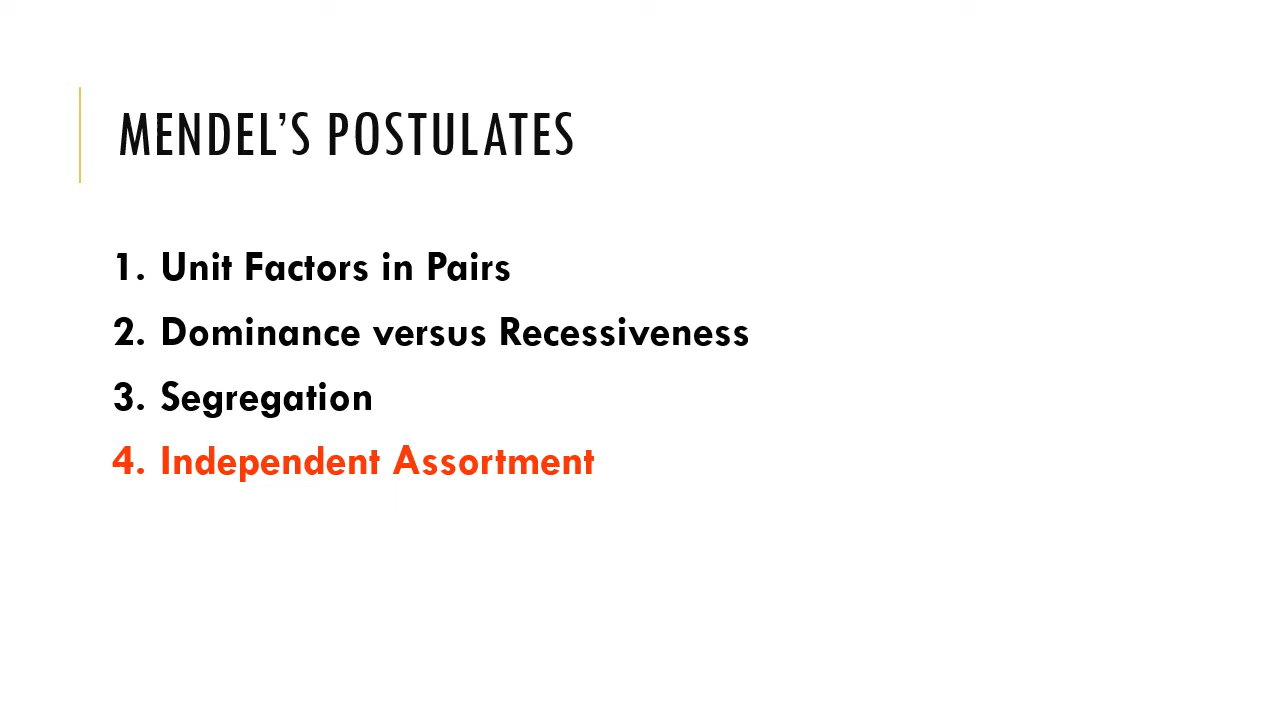 MENDEL’S POSTULATES
1. Unit Factors in Pairs
2. Dominance versus Recessiveness
3. Segregation
4. Independent Assortment